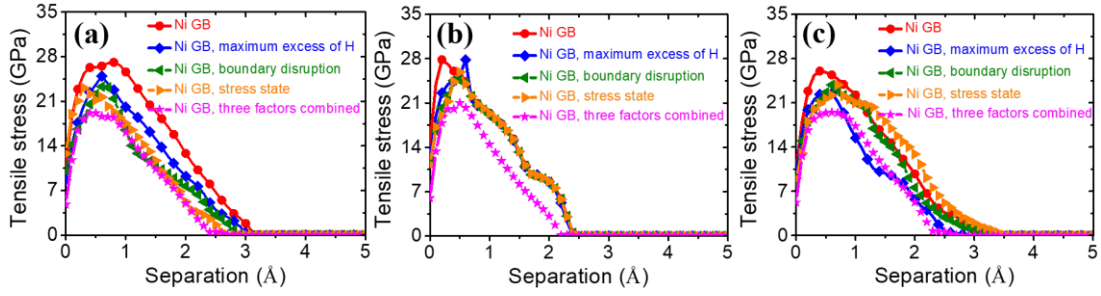 (a)
Tensile stress (GPa)
35
28
21
14
7
0
Ni GB
Ni GB, maximum excess of H
Ni GB, boundary disruption
Ni GB, stress state
Ni GB, three factors combined
0 1 2 3 4 5
Separation (Å)
(b)
Tensile stress (GPa)
35
28
21
14
7
0
Ni GB
Ni GB, maximum excess of H
Ni GB, boundary disruption
Ni GB, stress state
Ni GB, three factors combined
0 1 2 3 4 5
Separation (Å)
(c)
Tensile stress (GPa)
35
28
21
14
7
0
Ni GB
Ni GB, maximum excess of H
Ni GB, boundary disruption
Ni GB, stress state
Ni GB, three factors combined
0 1 2 3 4 5
Separation (Å)